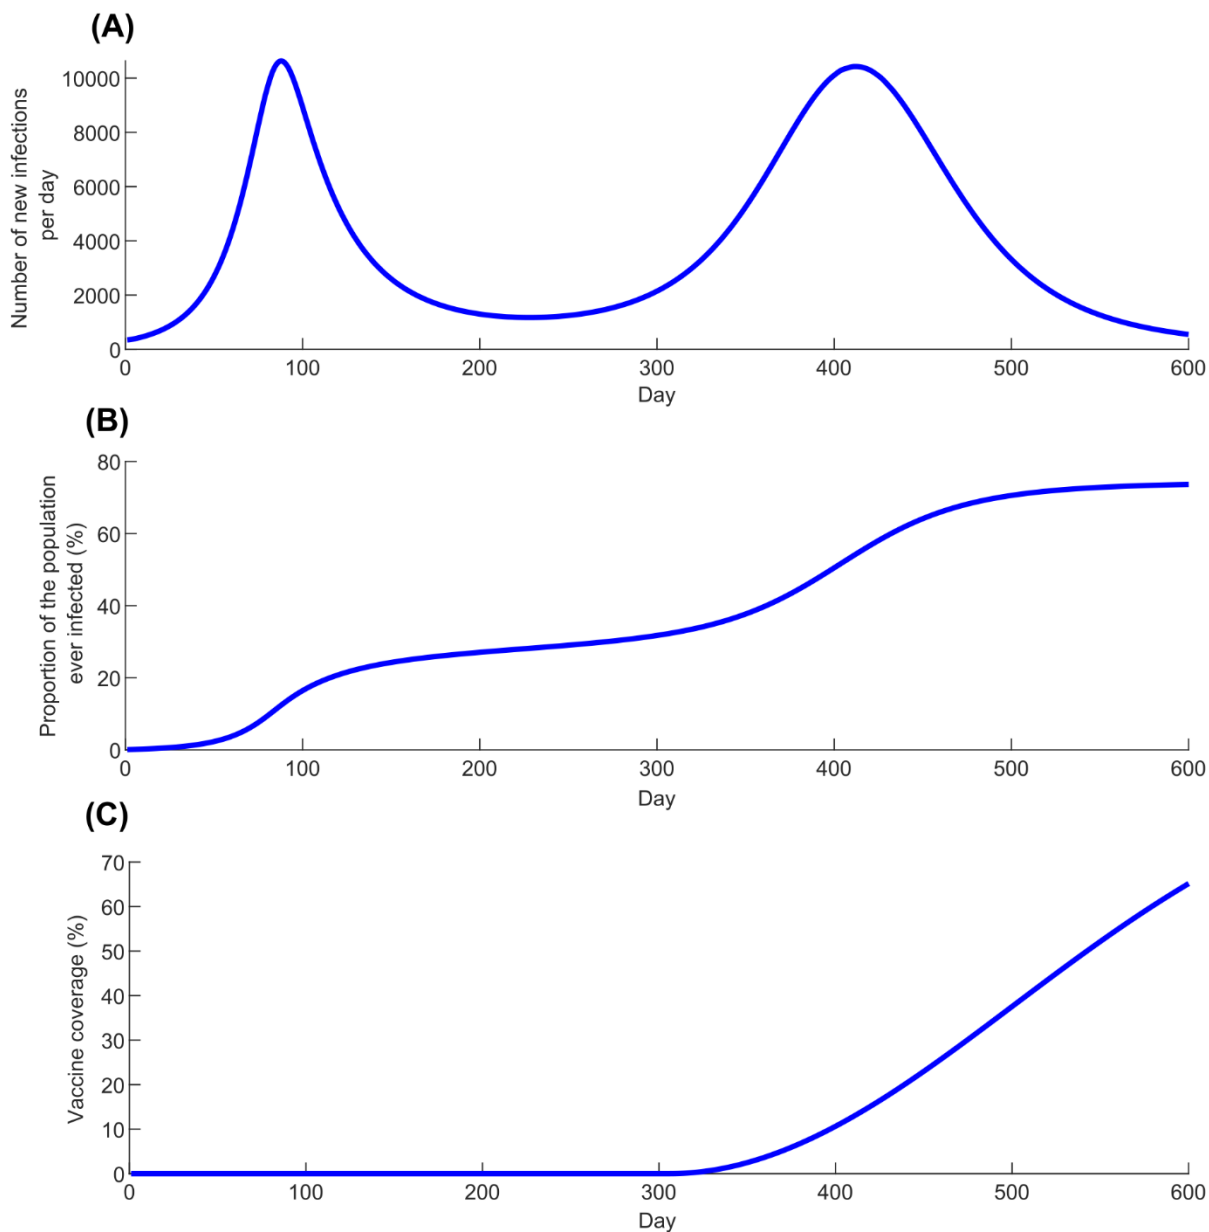 (A)
Number of new infections
per day
10000
8000
6000
4000
2000
0
0 100 200 300 400 500 600
Day
(B)
Proportion of the population
ever infected (%)
80
60
40
20
0
0 100 200 300 400 500 600
Day
(C)
Vaccine coverage (%)
70
60
50
40
30
20
10
0
0 100 200 300 400 500 600
Day